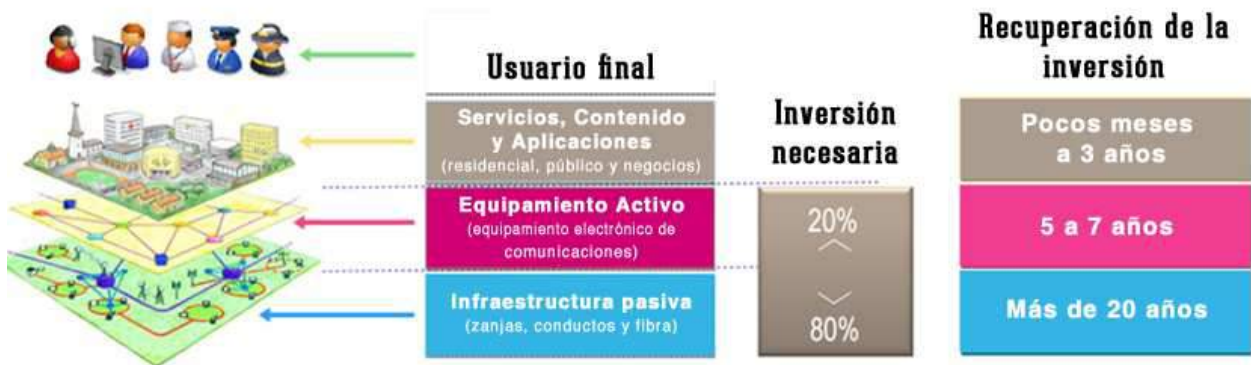 Usuario final
Servicios, Contenido
y Aplicaciones
(residencial, público y negocios)
Equipamiento Activo
(equipamiento electrónico de
comunicaciones)
Infraestructura pasiva
(zanjas, conductos y fibra)
Inversión
necesaria
20%
80%
Recuperación de la
inversión
Pocos meses
a 3 años
5 a 7 años
Más de 20 años